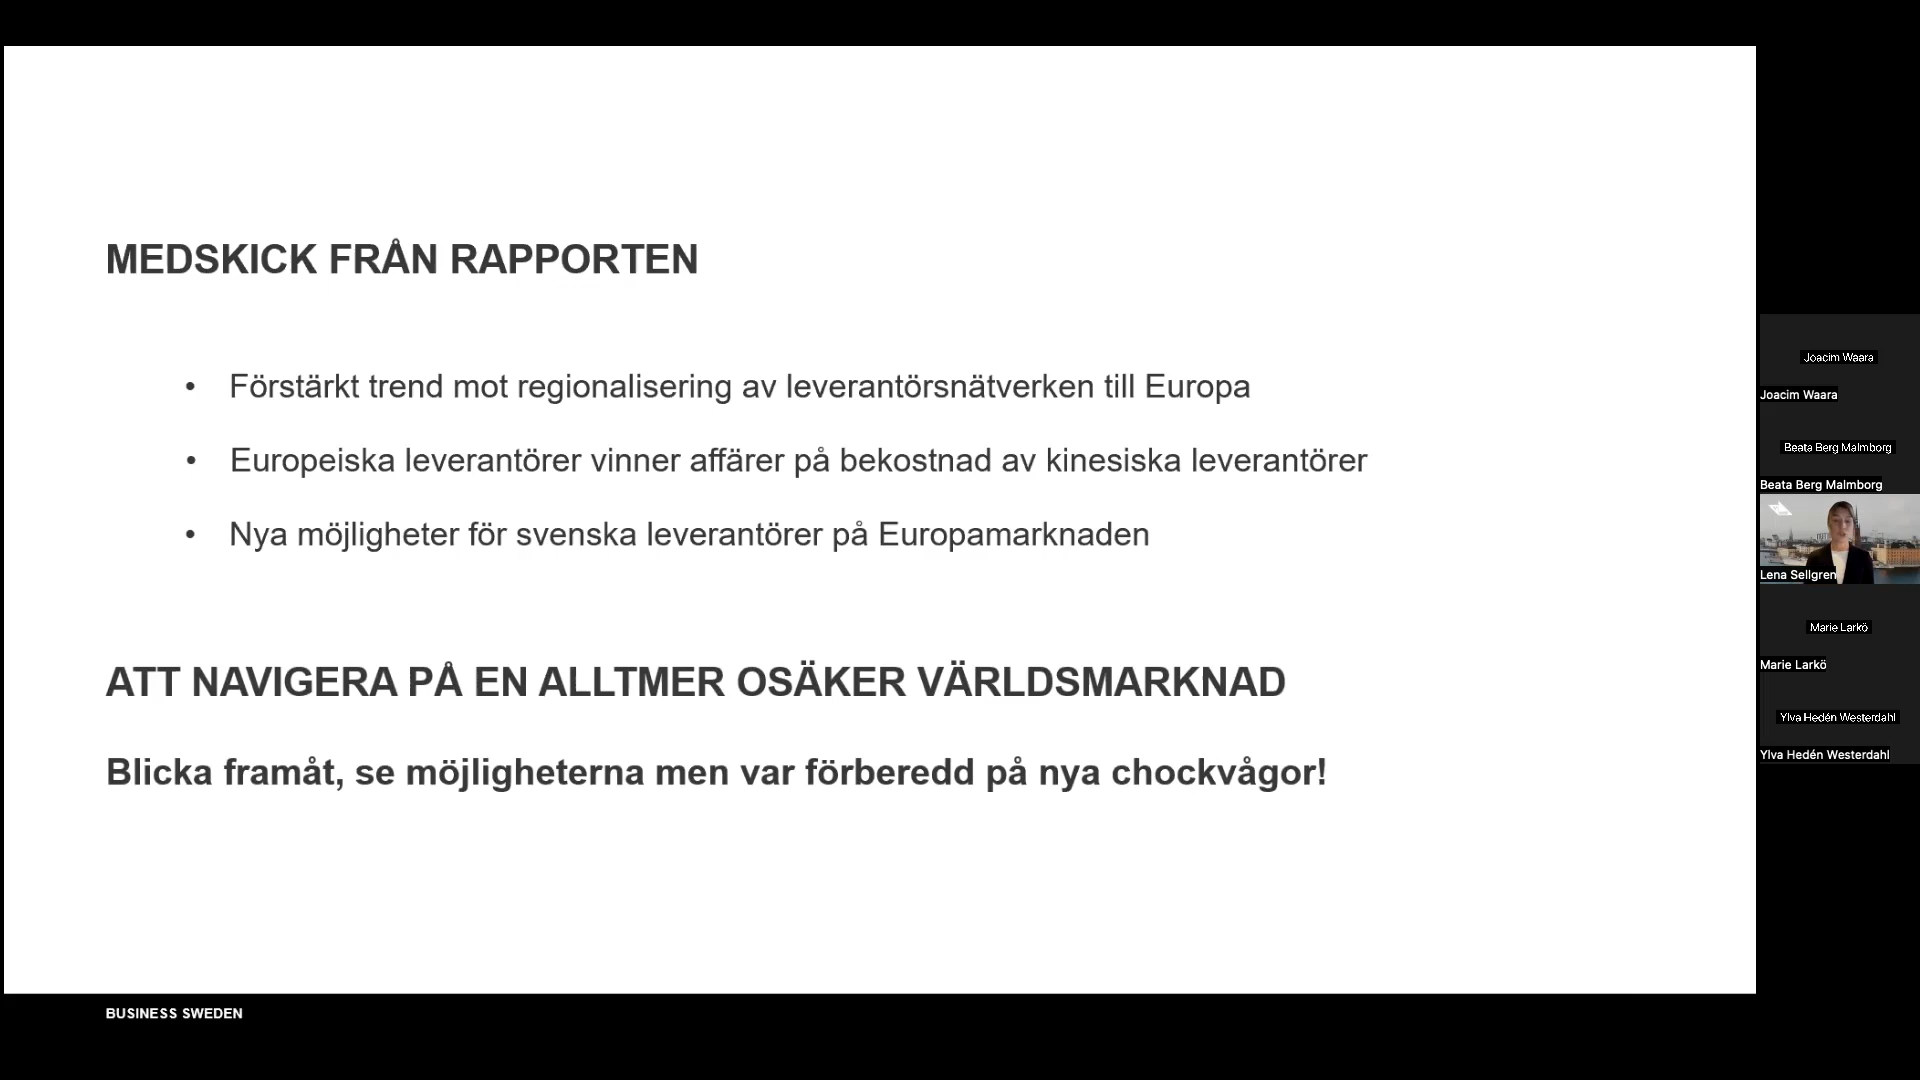 MEDSKICK FRÅN RAPPORTEN
• Förstärkt trend mot regionalisering av leverantörsnätverken till Europa
• Europeiska leverantörer vinner affärer på bekostnad av kinesiska leverantörer
• Nya möjligheter för svenska leverantörer på Europamarknaden
ATT NAVIGERA PÅ EN ALLTMER OSÄKER VÄRLDSMARKNAD
Blicka framåt, se möjligheterna men var förberedd på nya chockvågor!
BUSINESS SWEDEN
Joacim Waara
Joacim Waara
Beata Berg Malmborg
Beata Berg Malmborg
Lena Sellgren
Marie Larkö
Marie Larkö
Ylva Hedén Westerdahl
Ylva Hedén Westerdahl